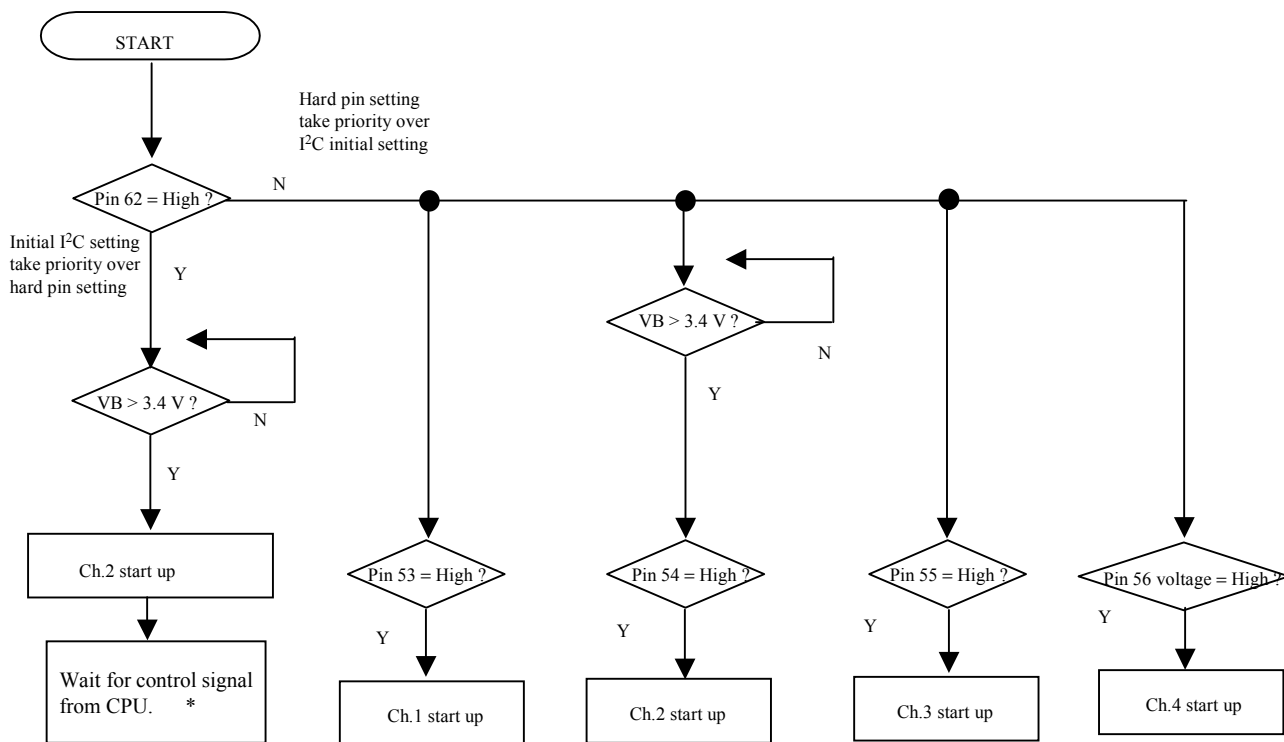 START
Hard pin setting
take priority over
I²C initial setting
Pin 62 = High ?
N
Initial I²C setting
take priority over
hard pin setting
Y
VB > 3.4 V ?
N
Y
VB > 3.4 V ?
N
Y
Ch.2 start up
Wait for control signal
from CPU. *
Pin 53 = High ?
Y
Ch.1 start up
Pin 54 = High ?
Y
Ch.2 start up
Pin 55 = High ?
Y
Ch.3 start up
Pin 56 voltage = High ?
Y
Ch.4 start up